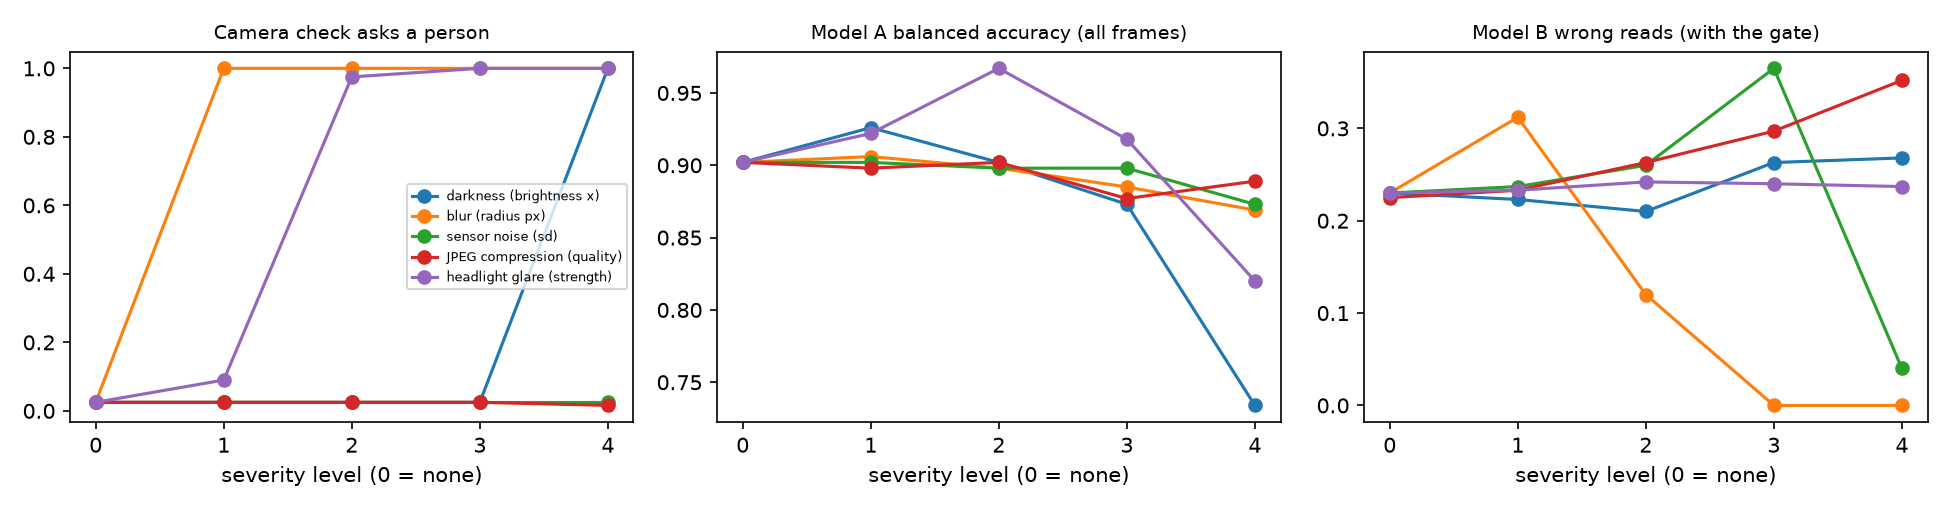 Camera check asks a person
1.0
0.8
0.6
0.4
0.2
0.0
darkness (brightness x)
blur (radius px)
sensor noise (sd)
JPEG compression (quality)
headlight glare (strength)
0 1 2 3 4
severity level (0 = none)
Model A balanced accuracy (all frames)
0.95
0.90
0.85
0.80
0.75
0 1 2 3 4
severity level (0 = none)
Model B wrong reads (with the gate)
0.3
0.2
0.1
0.0
0 1 2 3 4
severity level (0 = none)